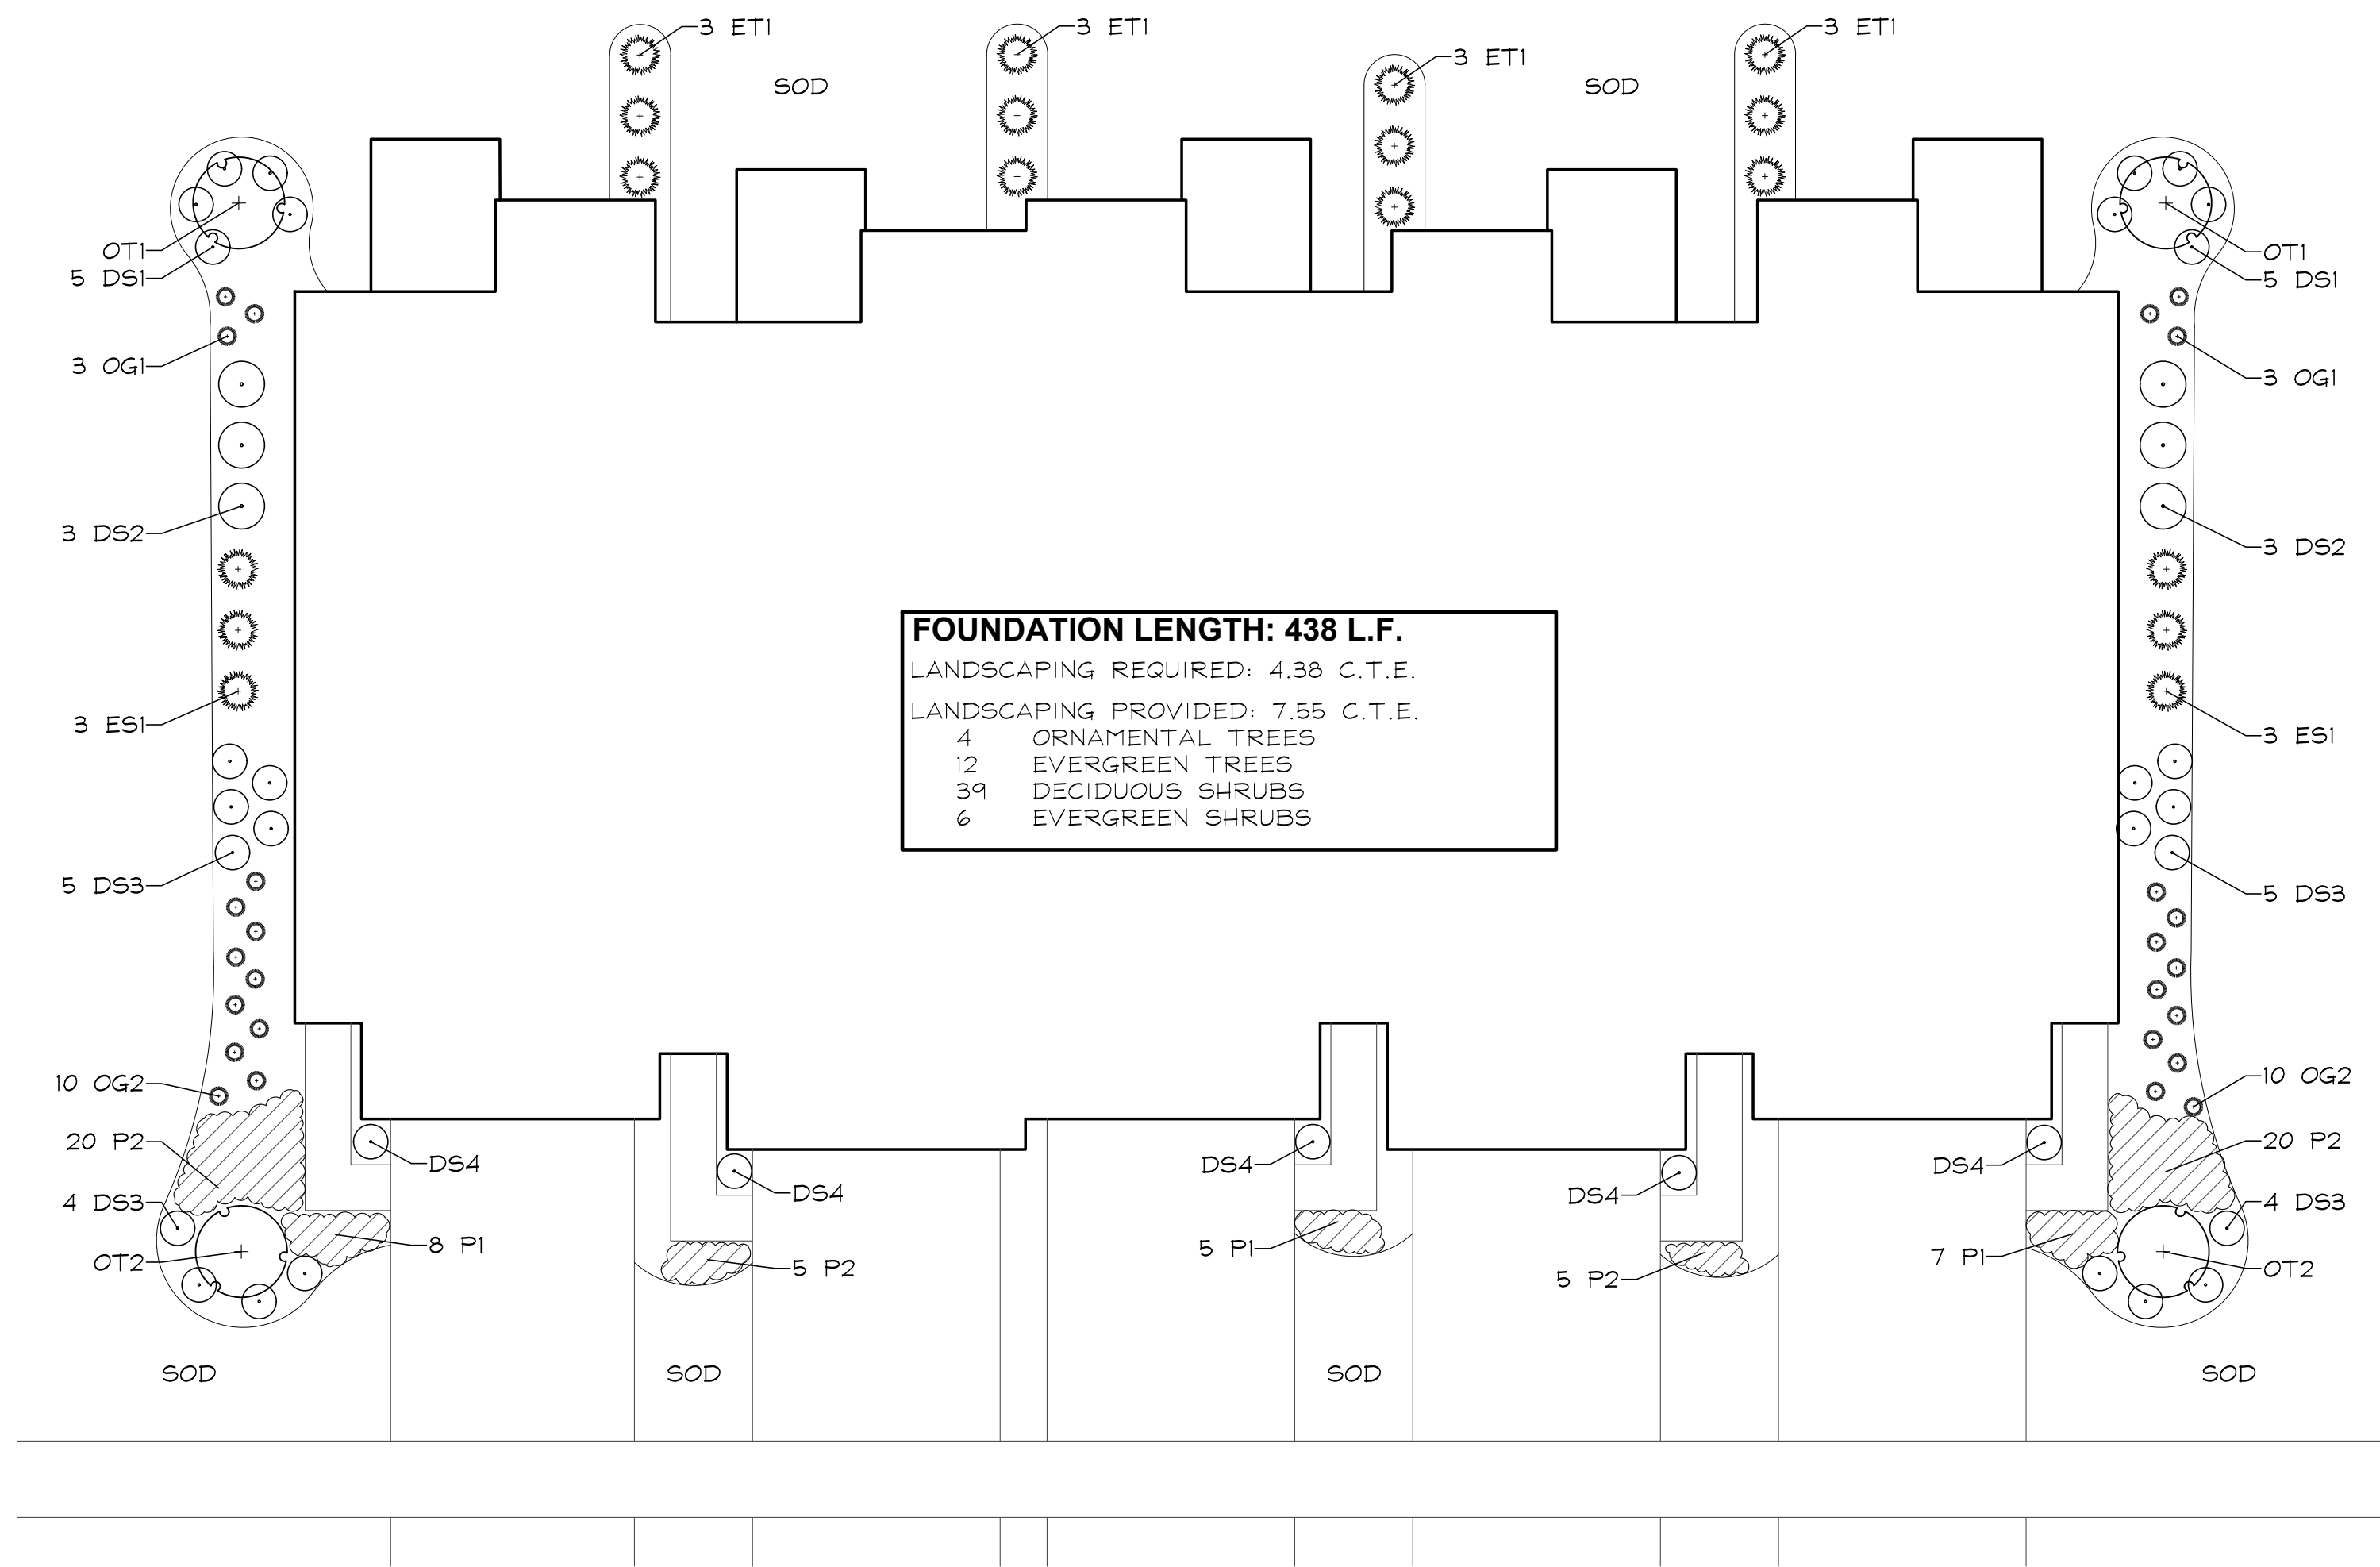 3 ET1
3 ET1
3 ET1
3 ET1
SOD
SOD
OT1
5 DS1
OT1
5 DS1
3 OG1
3 OG1
3 DS2
3 DS2
FOUNDATION LENGTH: 438 L.F.
LANDSCAPING REQUIRED: 4.38 C.T.E.
LANDSCAPING PROVIDED: 7.55 C.T.E.
4 ORNAMENTAL TREES
12 EVERGREEN TREES
39 DECIDUOUS SHRUBS
6 EVERGREEN SHRUBS
3 ES1
3 ES1
5 DS3
5 DS3
10 OG2
10 OG2
20 P2
20 P2
DS4
DS4
DS4
DS4
DS4
4 DS3
4 DS3
8 P1
5 P1
7 P1
OT2
5 P2
5 P2
OT2
SOD
SOD
SOD
SOD